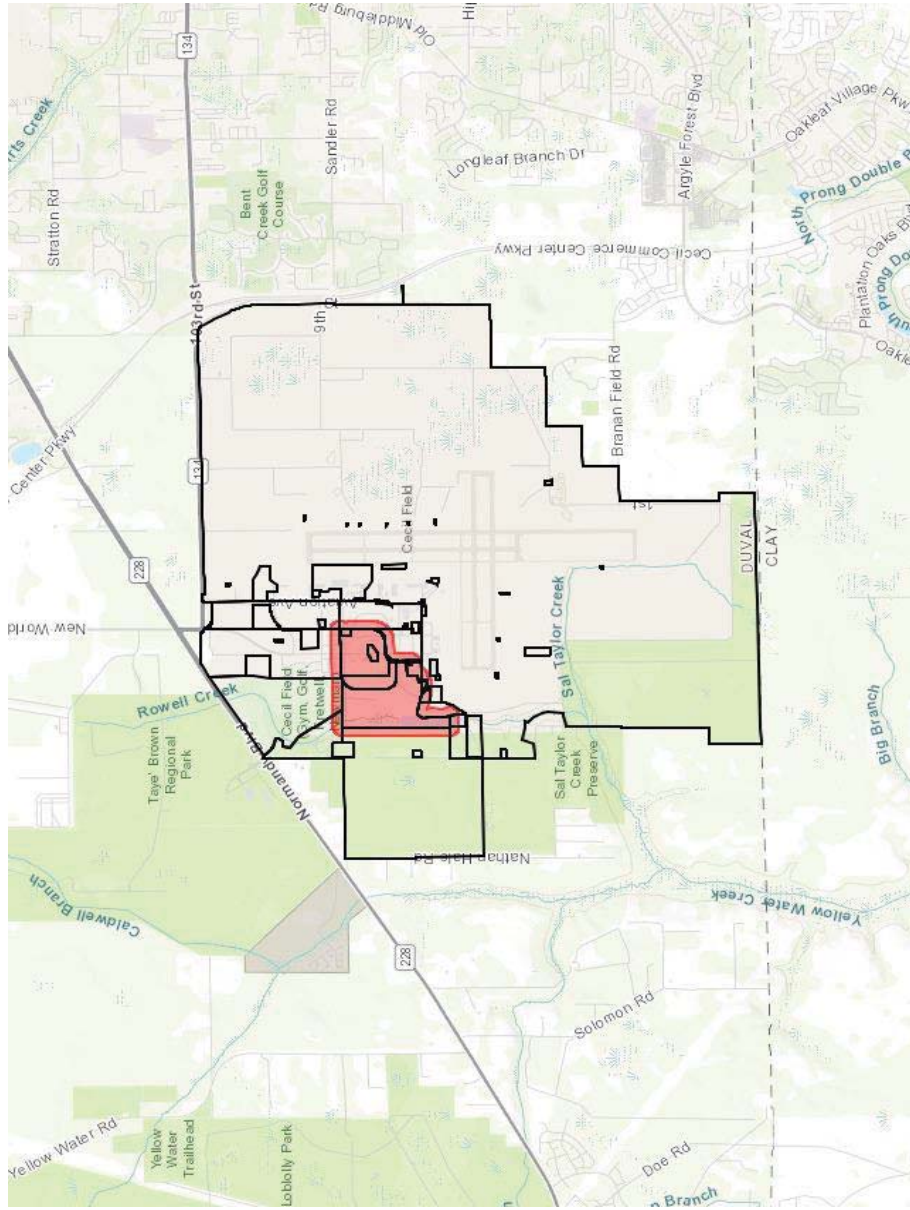 134
Old Middleburg Rd
Creek
Stratton Rd
Sandler Rd
Bent
Creek Golf
Course
Longleaf Branch Dr
Argyle Forest Blvd
Oakleaf Village Pkwy
North Prong Double
Cecil Commerce Center Pkwy
Plantation Oaks
103rd St
9th
Center Pkwy
134
Branan Field Rd
228
Cecil Field
1st
DUVAL
CLAY
Aviation Ave
New World
Sal Taylor Creek
Rowell Creek
Cecil Field
Gym, Golf,
Taye' Brown
Regional
Park
Normandy Blvd
Sal Taylor
Creek
Preserve
Big Branch
Nathan Hale Rd
Caldwell Branch
Yellow Water Creek
228
Solomon Rd
Yellow Water Rd
Yellow
Water
Trailhead
Loblolly Park
Doe Rd
Branch